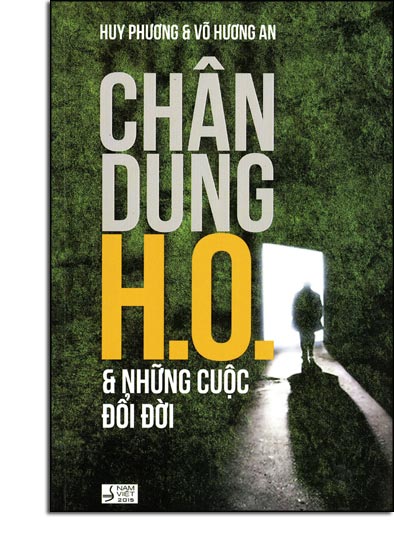 HUY PHƯƠNG & VÕ HƯƠNG AN
CHÂN
DUNG
H.O.
& NHỮNG CUỘC
ĐỔI ĐỜI
NAM
VIỆT
2015